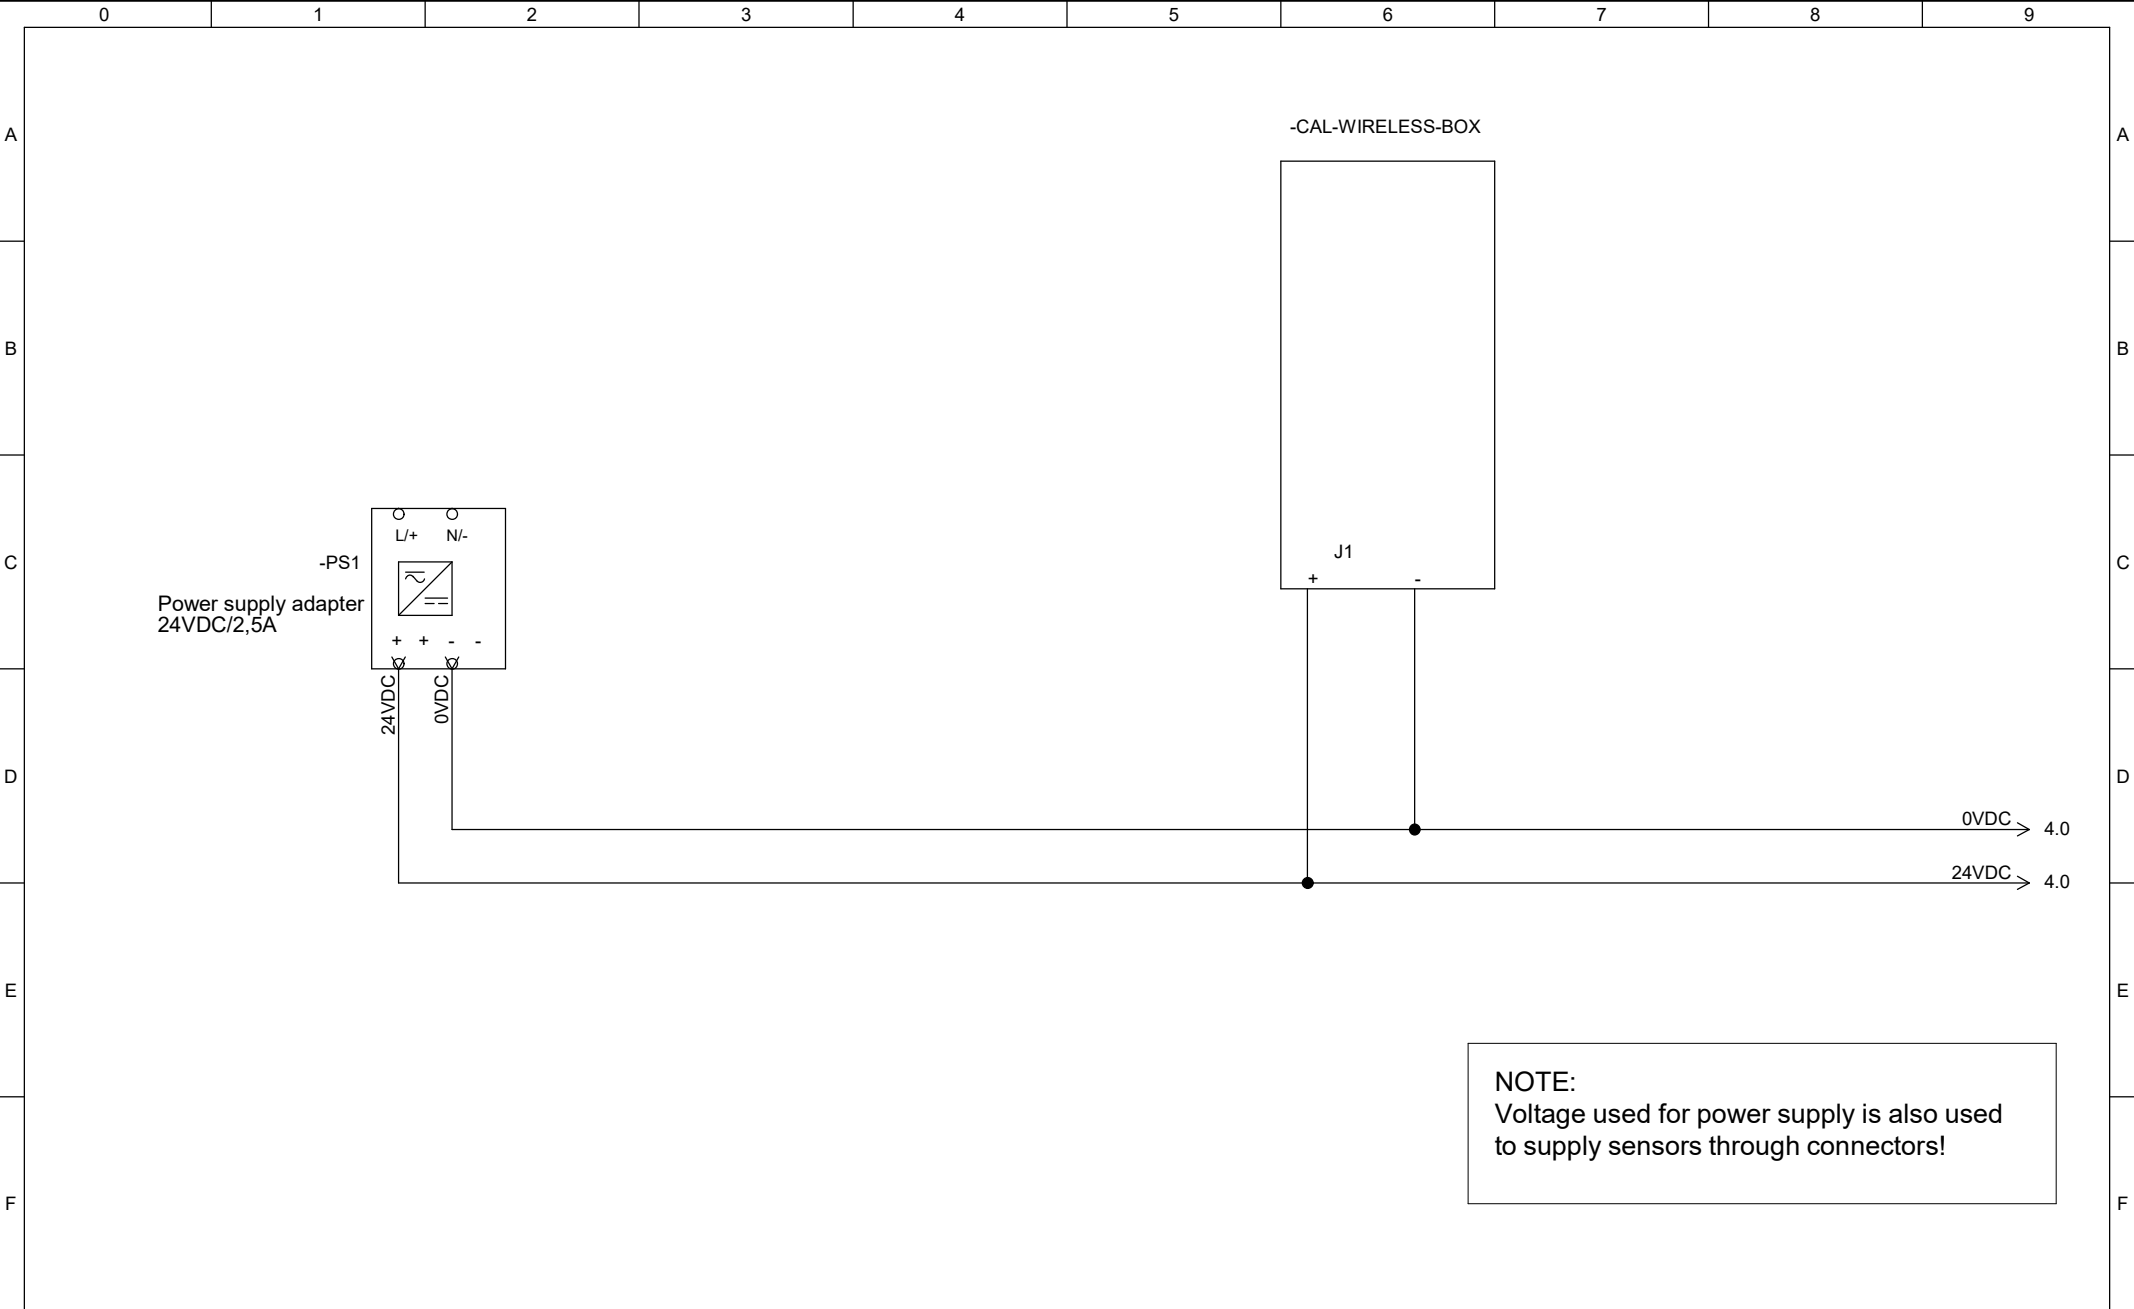 0 1 2 3 4 5 6 7 8 9
A A
-CAL-WIRELESS-BOX
B B
L/+ N/-
C -PS1 J1 C
+ -
Power supply adapter
24VDC/2,5A
+ + - -
24VDC 0VDC
D D
0VDC 4.0
24VDC 4.0
E E
NOTE:
Voltage used for power supply is also used
to supply sensors through connectors!
F F